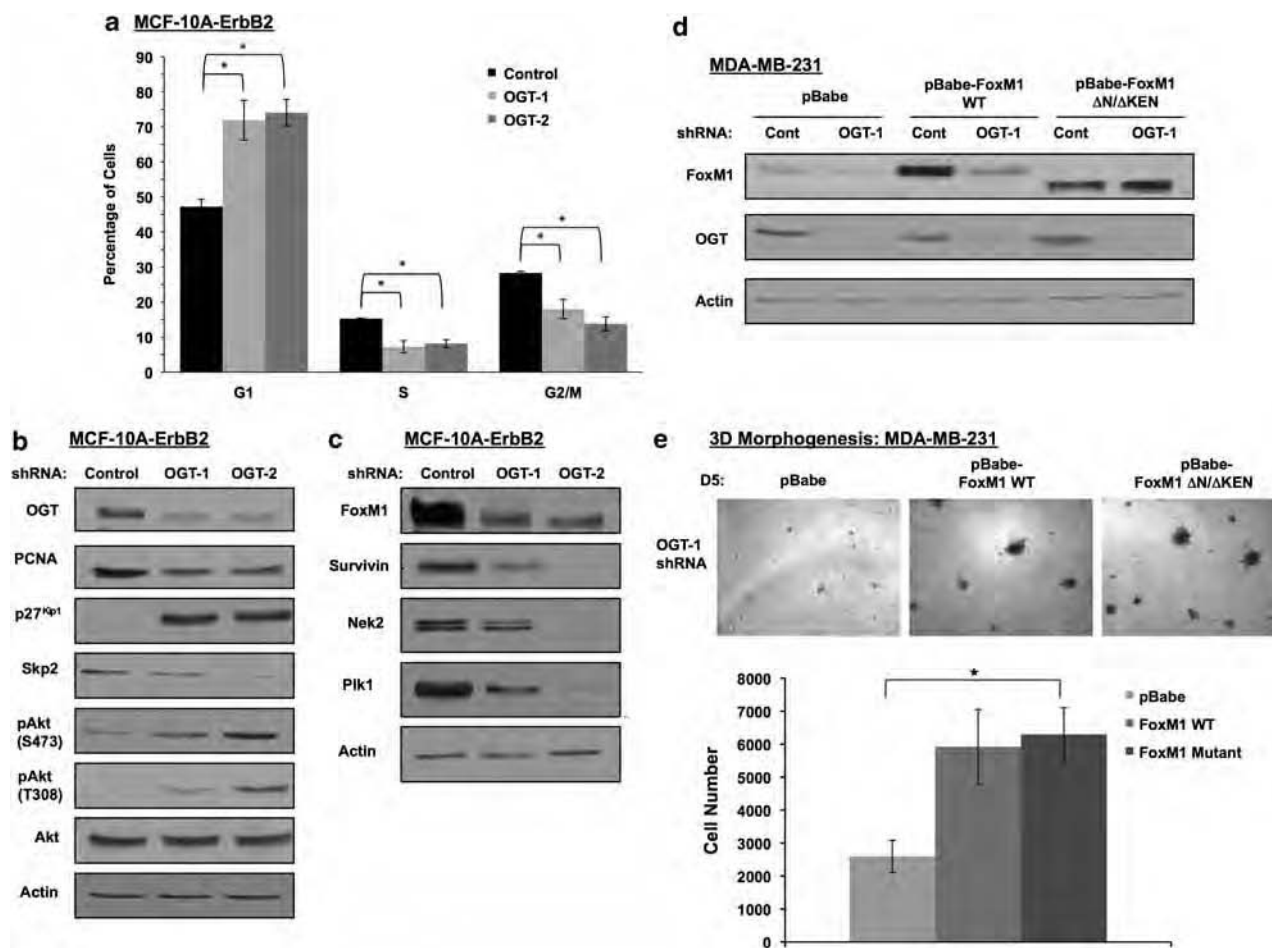 a MCF-10A-ErbB2
90
80
70
60
50
40
30
20
10
0
Percentage of Cells
G1 S G2/M
Control
OGT-1
OGT-2
*
*
*
*
*
*
b MCF-10A-ErbB2
shRNA: Control OGT-1 OGT-2
OGT
PCNA
p27Kip1
Skp2
pAkt
(S473)
pAkt
(T308)
Akt
Actin
c MCF-10A-ErbB2
shRNA: Control OGT-1 OGT-2
FoxM1
Survivin
Nek2
Plk1
Actin
d
MDA-MB-231
pBabe
pBabe-FoxM1
WT
pBabe-FoxM1
ΔN/ΔKEN
shRNA: Cont OGT-1 Cont OGT-1 Cont OGT-1
FoxM1
OGT
Actin
e 3D Morphogenesis: MDA-MB-231
D5: pBabe
pBabe-
FoxM1 WT
pBabe-
FoxM1 ΔN/ΔKEN
OGT-1
shRNA
8000
7000
6000
5000
4000
3000
2000
1000
0
Cell Number
*
pBabe
FoxM1 WT
FoxM1 Mutant